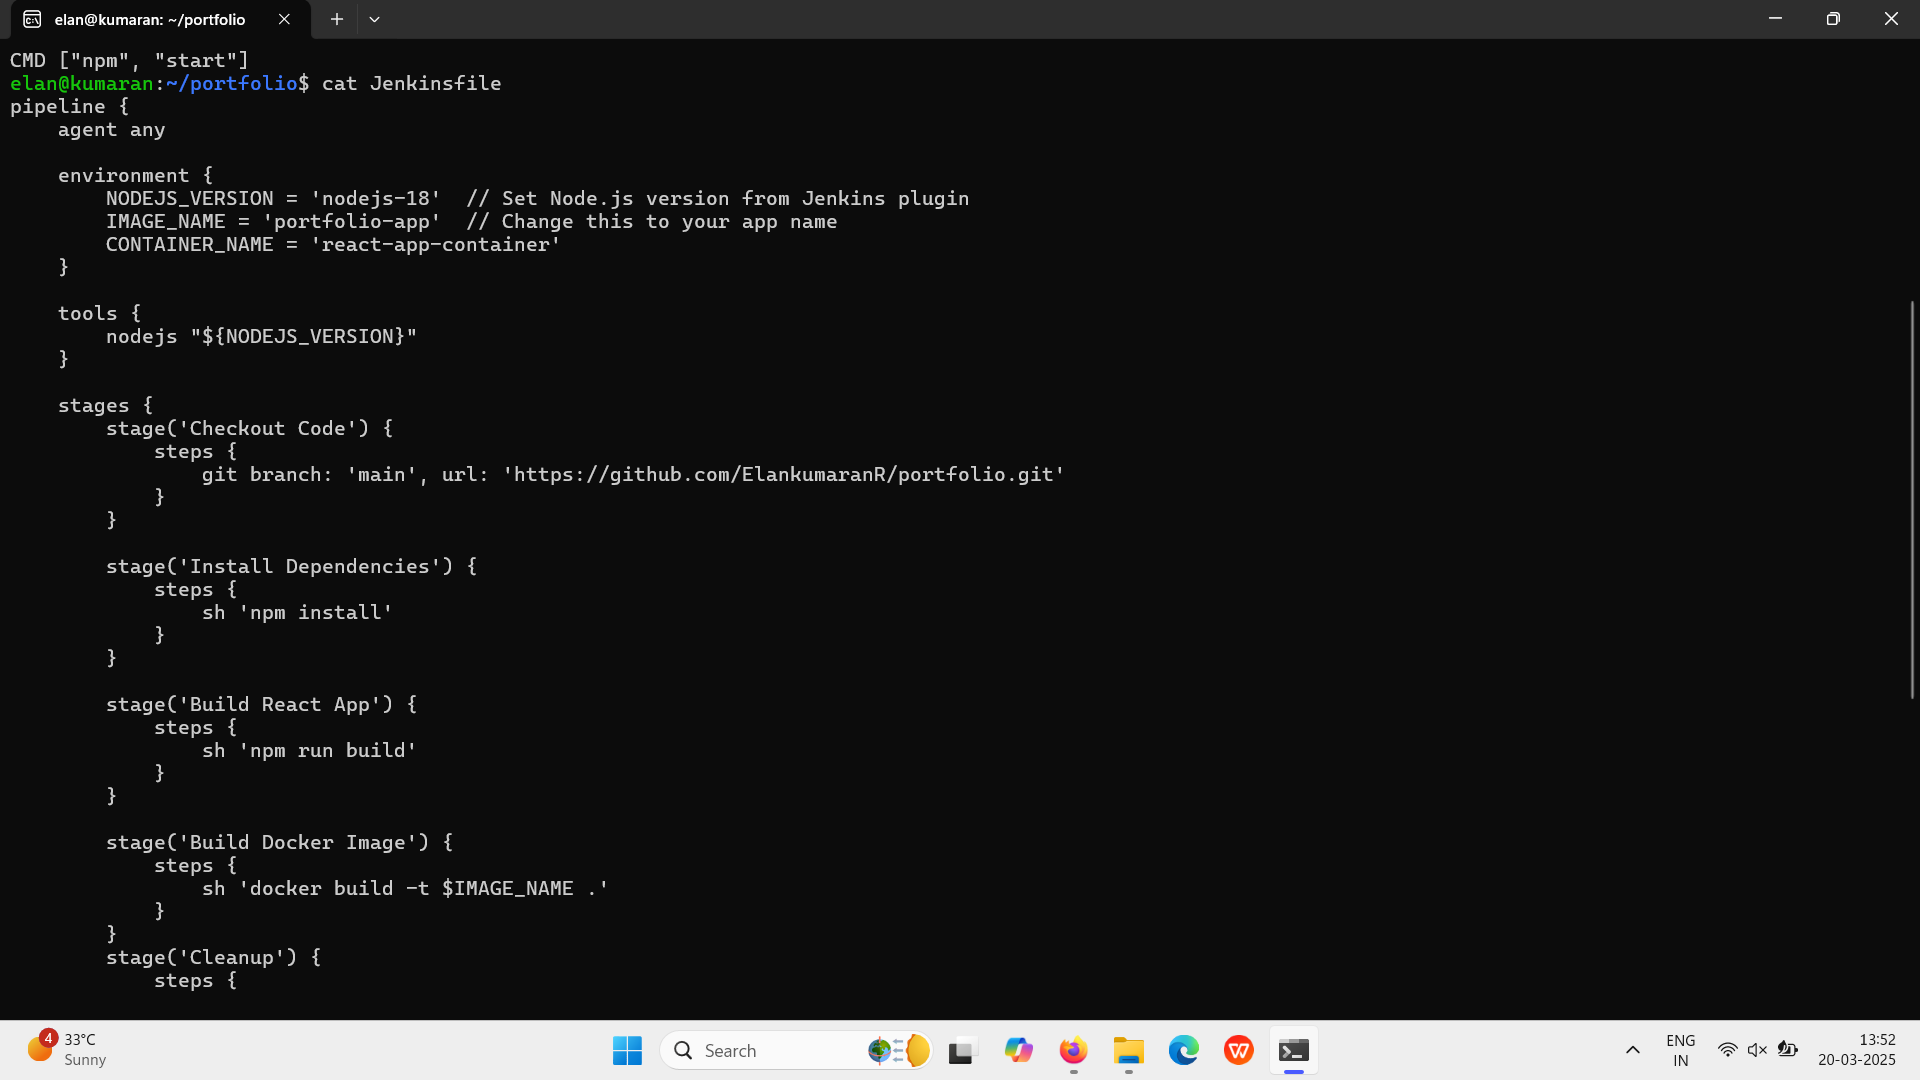 elan@kumaran: ~/portfolio
CMD ["npm", "start"]
elan@kumaran:~/portfolio$ cat Jenkinsfile
pipeline {
    agent any

    environment {
        NODEJS_VERSION = 'nodejs-18'  // Set Node.js version from Jenkins plugin
        IMAGE_NAME = 'portfolio-app'  // Change this to your app name
        CONTAINER_NAME = 'react-app-container'
    }

    tools {
        nodejs "${NODEJS_VERSION}"
    }

    stages {
        stage('Checkout Code') {
            steps {
                git branch: 'main', url: 'https://github.com/ElankumaranR/portfolio.git'
            }
        }

        stage('Install Dependencies') {
            steps {
                sh 'npm install'
            }
        }

        stage('Build React App') {
            steps {
                sh 'npm run build'
            }
        }

        stage('Build Docker Image') {
            steps {
                sh 'docker build -t $IMAGE_NAME .'
            }
        }
        stage('Cleanup') {
            steps {
4
33°C
Sunny
Search
ENG
IN
13:52
20-03-2025